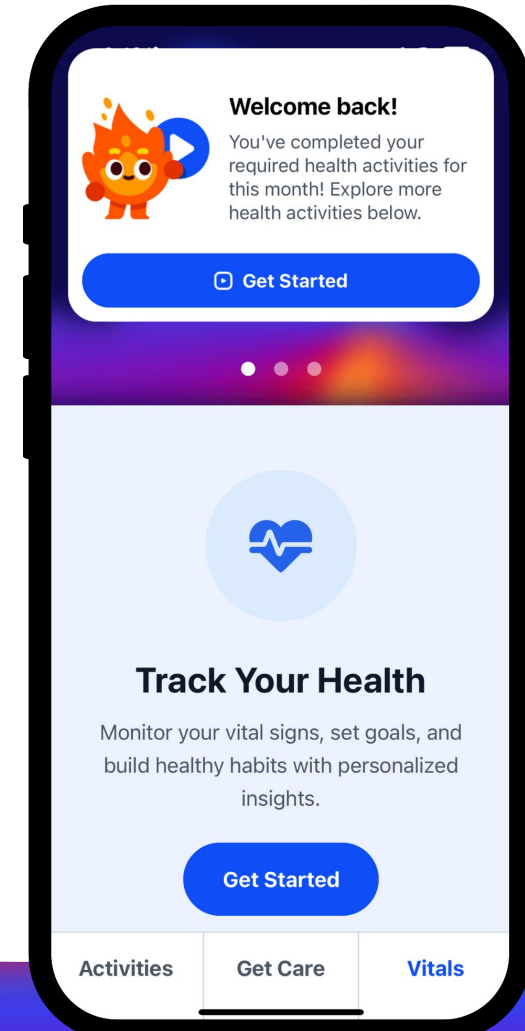 Welcome back!
You've completed your
required health activities for
this month! Explore more
health activities below.
Get Started
Track Your Health
Monitor your vital signs, set goals, and
build healthy habits with personalized
insights.
Get Started
Activities
Get Care
Vitals